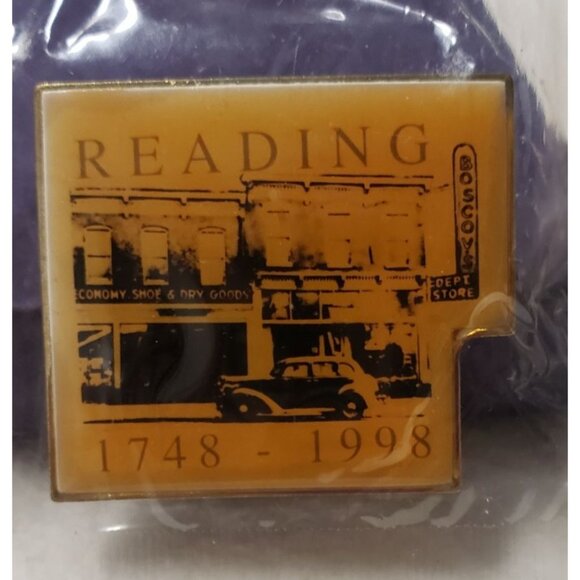 READING
BOSCOV'S
ECONOMY SHOE & DRY GOODS
DEPT
STORE
1748 - 1998